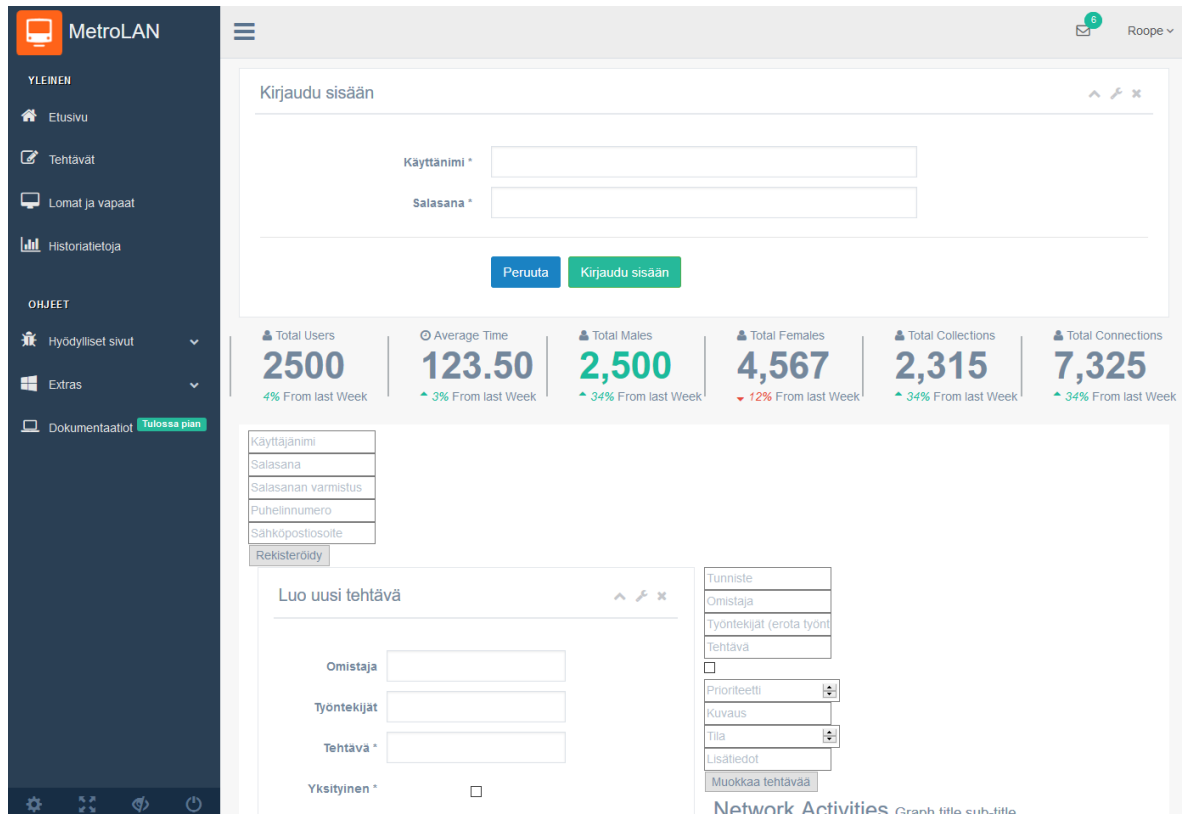 MetroLAN
6
Roope
YLEINEN
Etusivu
Tehtävät
Lomat ja vapaat
Historiatietoja
OHJEET
Hyödylliset sivut
Extras
Dokumentaatiot Tulossa pian
Kirjaudu sisään
Käyttänimi *
Salasana *
Peruuta Kirjaudu sisään
Total Users
2500
4% From last Week
Average Time
123.50
3% From last Week
Total Males
2,500
34% From last Week
Total Females
4,567
12% From last Week
Total Collections
2,315
34% From last Week
Total Connections
7,325
34% From last Week
Käyttäjänimi
Salasana
Salasanan varmistus
Puhelinnumero
Sähköpostiosoite
Rekisteröidy
Luo uusi tehtävä
Omistaja
Työntekijät
Tehtävä *
Yksityinen *
Tunniste
Omistaja
Työntekijät (erota työnt
Tehtävä
Prioriteetti
Kuvaus
Tila
Lisätiedot
Muokkaa tehtävää
Network Activities Graph title sub-title